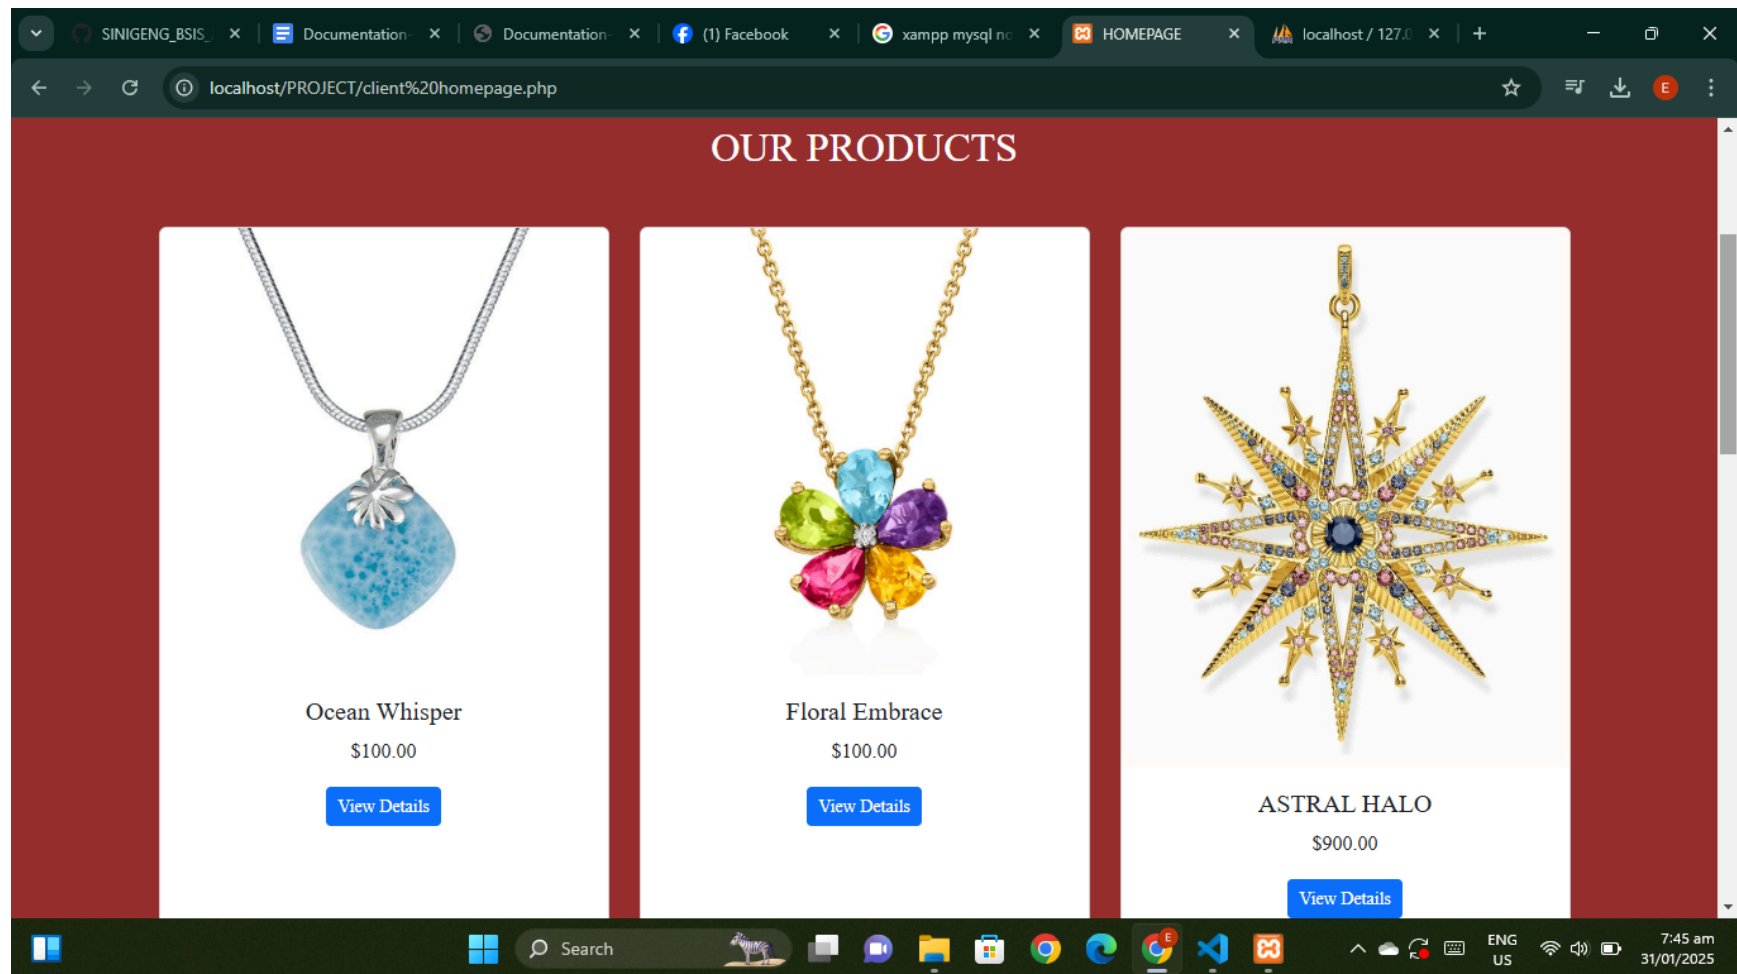 SINIGENG_BSIS_
Documentation-
Documentation-
(1) Facebook
xampp mysql no
HOMEPAGE
localhost / 127.0
localhost/PROJECT/client%20homepage.php
E
OUR PRODUCTS
Ocean Whisper
$100.00
View Details
Floral Embrace
$100.00
View Details
ASTRAL HALO
$900.00
View Details
Search
E
ENG
US
7:45 am
31/01/2025